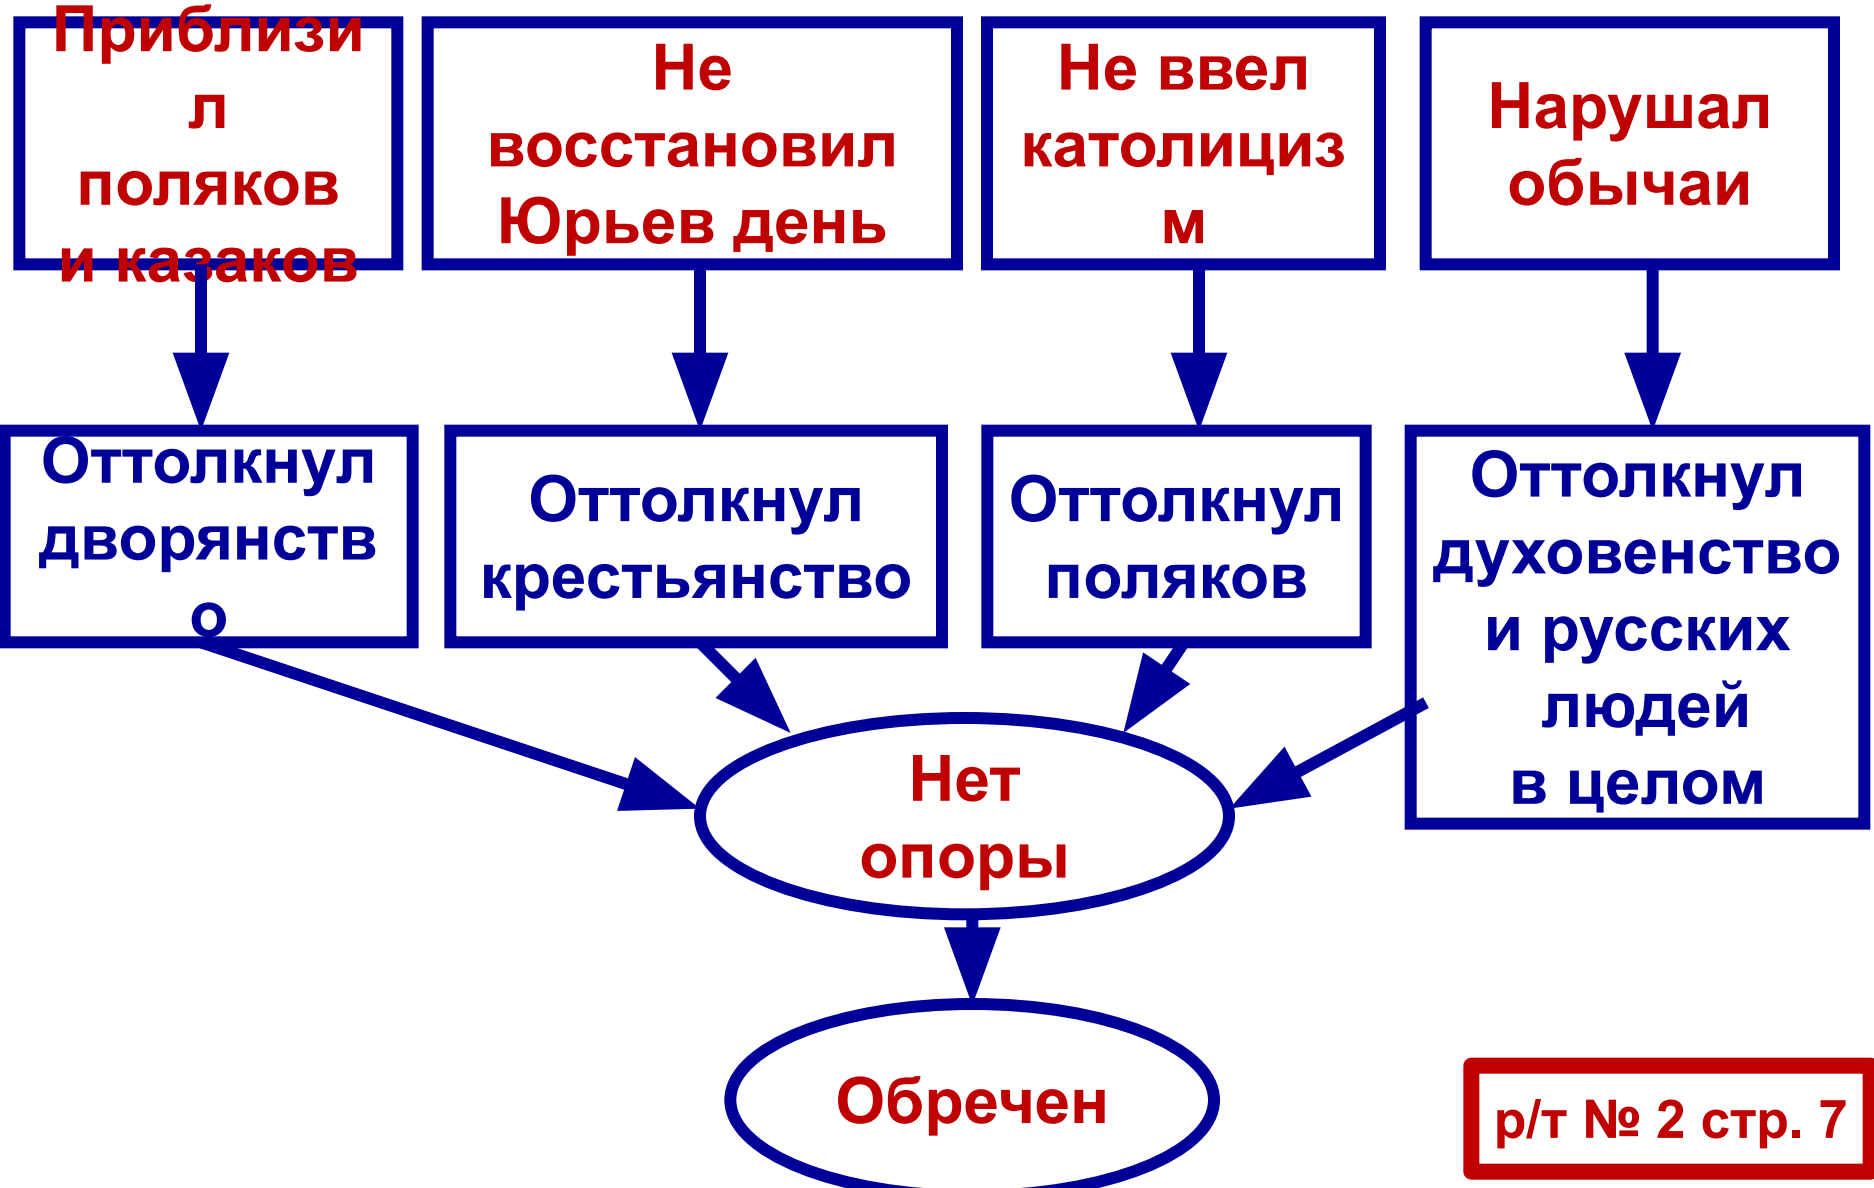 Приблизи
л
поляков
и казаков
Не
восстановил
Юрьев день
Не ввел
католициз
м
Нарушал
обычаи
Оттолкнул
дворянств
о
Оттолкнул
крестьянство
Оттолкнул
поляков
Оттолкнул
духовенство
и русских
людей
в целом
Нет
опоры
Обречен
р/т № 2 стр. 7